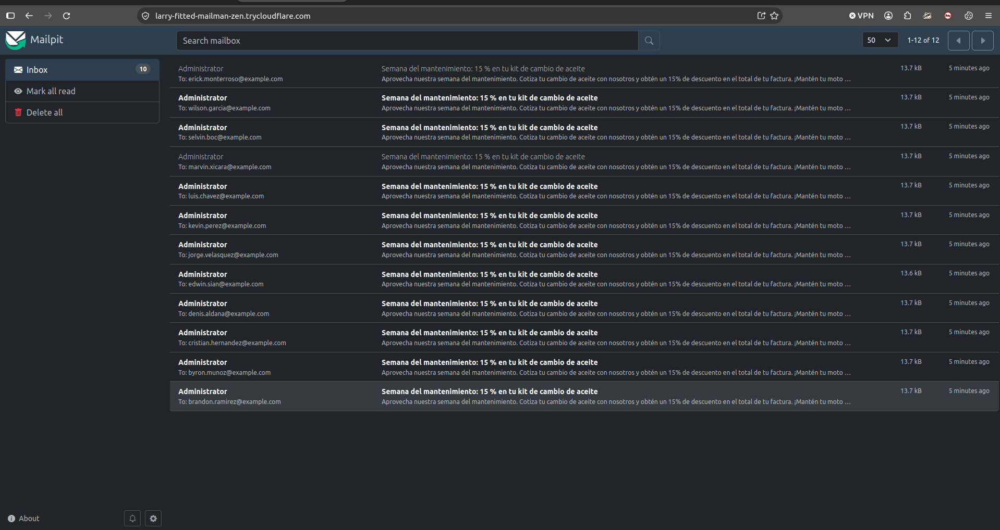 larry-fitted-mailman-zen.trycloudflare.com
VPN
Mailpit
Search mailbox
50
1-12 of 12
Inbox
10
Mark all read
Delete all
Administrator
To: erick.monterroso@example.com
Semana del mantenimiento: 15 % en tu kit de cambio de aceite
Aprovecha nuestra semana del mantenimiento. Cotiza tu cambio de aceite con nosotros y obtén un 15% de descuento en el total de tu factura. ¡Mantén tu moto ...
13.7 kB
5 minutes ago
Administrator
To: wilson.garcia@example.com
Semana del mantenimiento: 15 % en tu kit de cambio de aceite
Aprovecha nuestra semana del mantenimiento. Cotiza tu cambio de aceite con nosotros y obtén un 15% de descuento en el total de tu factura. ¡Mantén tu moto ...
13.7 kB
5 minutes ago
Administrator
To: selvin.boc@example.com
Semana del mantenimiento: 15 % en tu kit de cambio de aceite
Aprovecha nuestra semana del mantenimiento. Cotiza tu cambio de aceite con nosotros y obtén un 15% de descuento en el total de tu factura. ¡Mantén tu moto ...
13.7 kB
5 minutes ago
Administrator
To: marvin.xicara@example.com
Semana del mantenimiento: 15 % en tu kit de cambio de aceite
Aprovecha nuestra semana del mantenimiento. Cotiza tu cambio de aceite con nosotros y obtén un 15% de descuento en el total de tu factura. ¡Mantén tu moto ...
13.7 kB
5 minutes ago
Administrator
To: luis.chavez@example.com
Semana del mantenimiento: 15 % en tu kit de cambio de aceite
Aprovecha nuestra semana del mantenimiento. Cotiza tu cambio de aceite con nosotros y obtén un 15% de descuento en el total de tu factura. ¡Mantén tu moto ...
13.7 kB
5 minutes ago
Administrator
To: kevin.perez@example.com
Semana del mantenimiento: 15 % en tu kit de cambio de aceite
Aprovecha nuestra semana del mantenimiento. Cotiza tu cambio de aceite con nosotros y obtén un 15% de descuento en el total de tu factura. ¡Mantén tu moto ...
13.7 kB
5 minutes ago
Administrator
To: jorge.velasquez@example.com
Semana del mantenimiento: 15 % en tu kit de cambio de aceite
Aprovecha nuestra semana del mantenimiento. Cotiza tu cambio de aceite con nosotros y obtén un 15% de descuento en el total de tu factura. ¡Mantén tu moto ...
13.7 kB
5 minutes ago
Administrator
To: edwin.sian@example.com
Semana del mantenimiento: 15 % en tu kit de cambio de aceite
Aprovecha nuestra semana del mantenimiento. Cotiza tu cambio de aceite con nosotros y obtén un 15% de descuento en el total de tu factura. ¡Mantén tu moto ...
13.6 kB
5 minutes ago
Administrator
To: denis.aldana@example.com
Semana del mantenimiento: 15 % en tu kit de cambio de aceite
Aprovecha nuestra semana del mantenimiento. Cotiza tu cambio de aceite con nosotros y obtén un 15% de descuento en el total de tu factura. ¡Mantén tu moto ...
13.7 kB
5 minutes ago
Administrator
To: cristian.hernandez@example.com
Semana del mantenimiento: 15 % en tu kit de cambio de aceite
Aprovecha nuestra semana del mantenimiento. Cotiza tu cambio de aceite con nosotros y obtén un 15% de descuento en el total de tu factura. ¡Mantén tu moto ...
13.7 kB
5 minutes ago
Administrator
To: byron.munoz@example.com
Semana del mantenimiento: 15 % en tu kit de cambio de aceite
Aprovecha nuestra semana del mantenimiento. Cotiza tu cambio de aceite con nosotros y obtén un 15% de descuento en el total de tu factura. ¡Mantén tu moto ...
13.7 kB
5 minutes ago
Administrator
To: brandon.ramirez@example.com
Semana del mantenimiento: 15 % en tu kit de cambio de aceite
Aprovecha nuestra semana del mantenimiento. Cotiza tu cambio de aceite con nosotros y obtén un 15% de descuento en el total de tu factura. ¡Mantén tu moto ...
13.7 kB
5 minutes ago
About